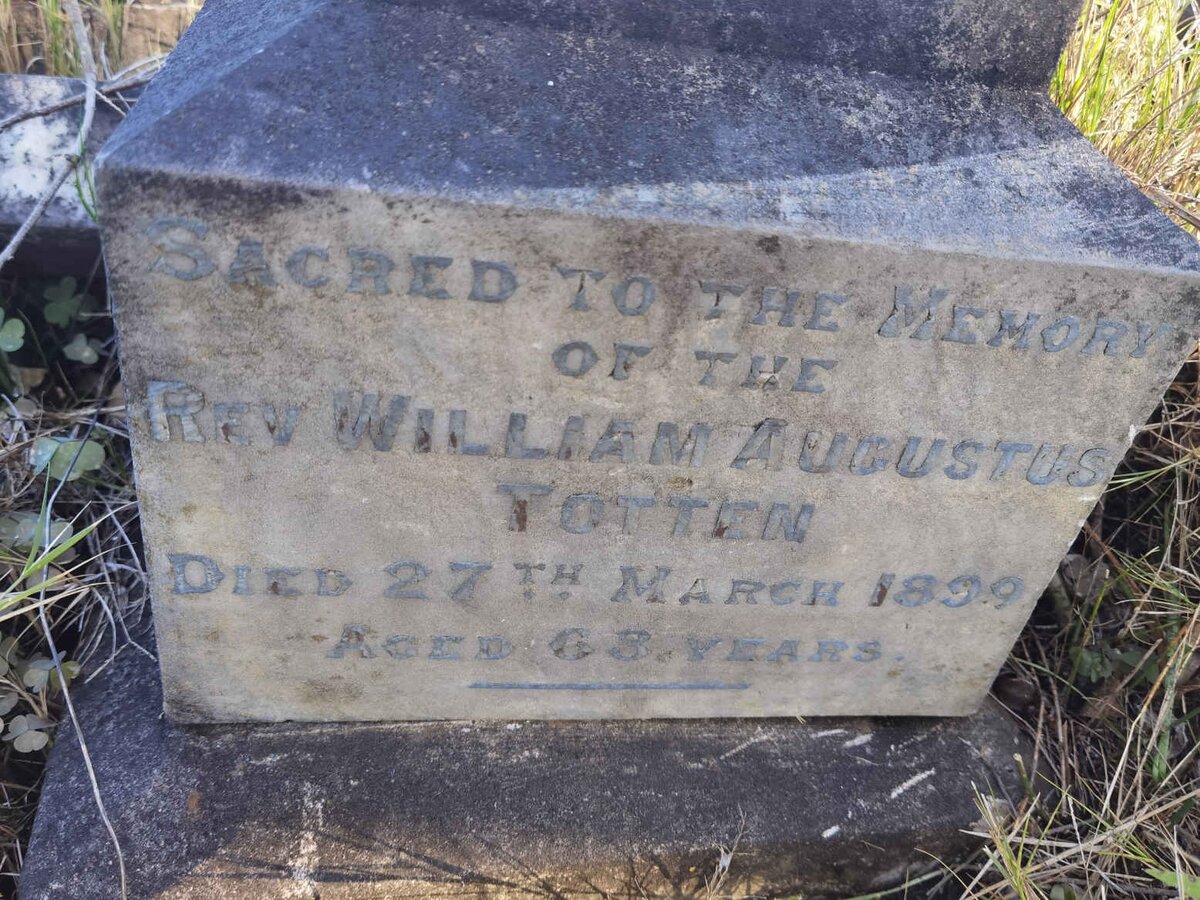 SACRED TO THE MEMORY
OF THE
REV WILLIAM AUGUSTUS
TOTTEN
DIED 27TH MARCH 1899
AGED 63 YEARS.